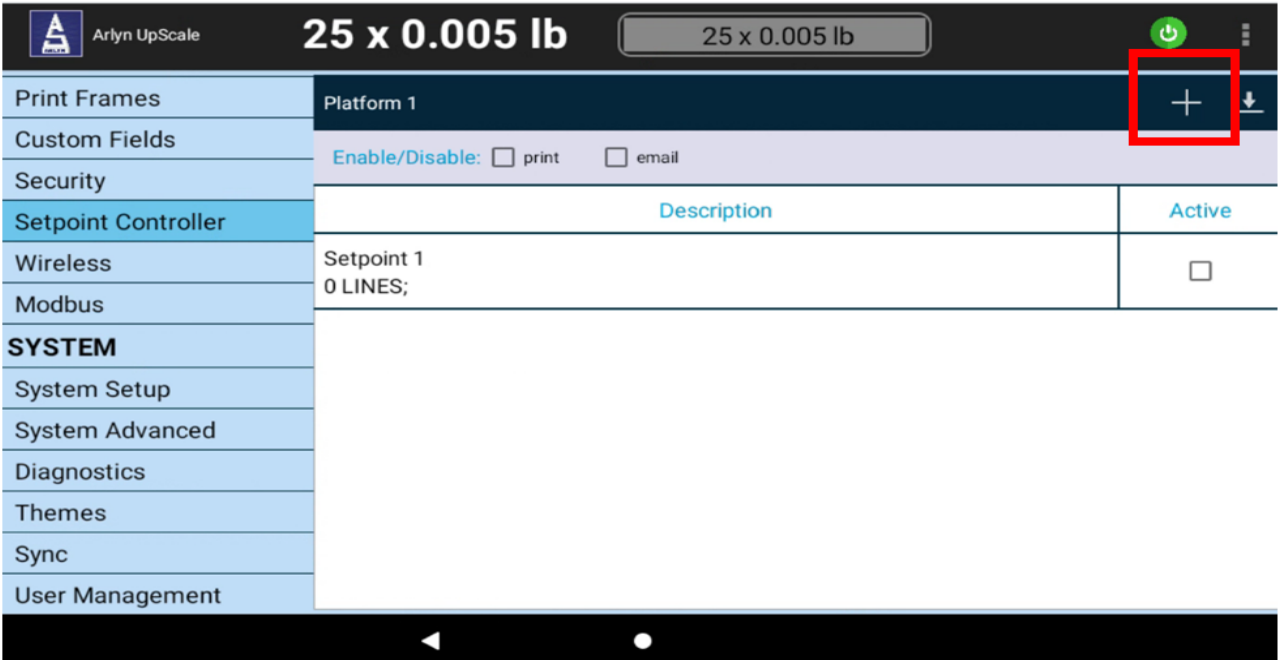 ARLYN
Arlyn UpScale
25 x 0.005 lb
25 x 0.005 lb
Print Frames
Custom Fields
Security
Setpoint Controller
Wireless
Modbus
SYSTEM
System Setup
System Advanced
Diagnostics
Themes
Sync
User Management
Platform 1
Enable/Disable: print email
Description Active
Setpoint 1
0 LINES;